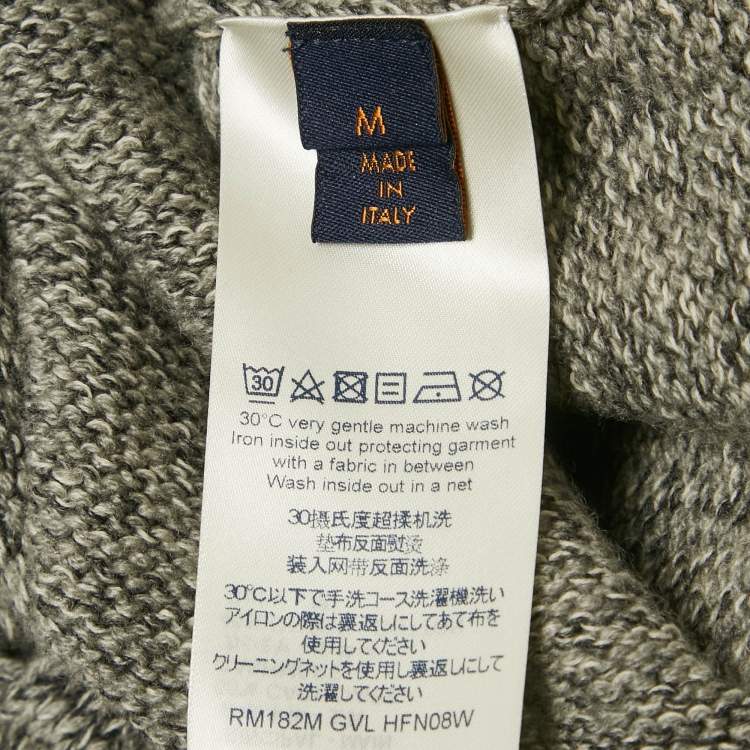 M
MADE
IN
ITALY
30
30°C very gentle machine wash
Iron inside out protecting garment
with a fabric in between
Wash inside out in a net
30摄氏度超揉机洗
垫布反面熨烫
装入网带反面洗涤
30°C以下で手洗コース洗濯機洗い
アイロンの際は裏返しにしてあて布を
使用してください
クリーニングネットを使用し裏返しにして
洗濯してください
RM182M GVL HFN08W